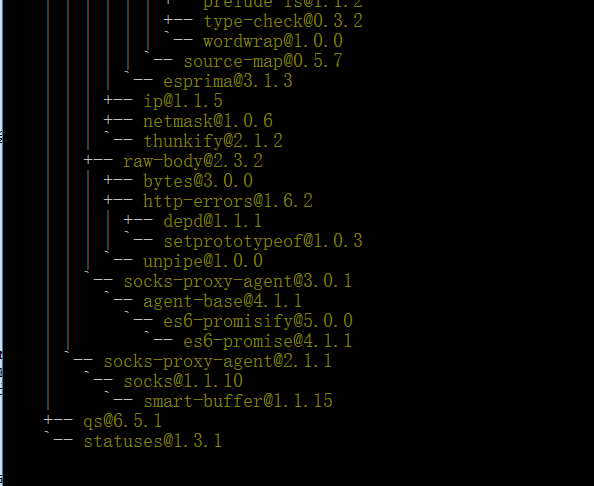 | | | | | | +-- prelude-ls@1.1.2
| | | | | | +-- type-check@0.3.2
| | | | | | `-- wordwrap@1.0.0
| | | | | `-- source-map@0.5.7
| | | | `-- esprima@3.1.3
| | | +-- ip@1.1.5
| | | +-- netmask@1.0.6
| | | `-- thunkify@2.1.2
| | +-- raw-body@2.3.2
| | | +-- bytes@3.0.0
| | | +-- http-errors@1.6.2
| | | | +-- depd@1.1.1
| | | | `-- setprototypeof@1.0.3
| | | `-- unpipe@1.0.0
| | `-- socks-proxy-agent@3.0.1
| |   `-- agent-base@4.1.1
| |     `-- es6-promisify@5.0.0
| |       `-- es6-promise@4.1.1
| `-- socks-proxy-agent@2.1.1
|   `-- socks@1.1.10
|     `-- smart-buffer@1.1.15
+-- qs@6.5.1
`-- statuses@1.3.1